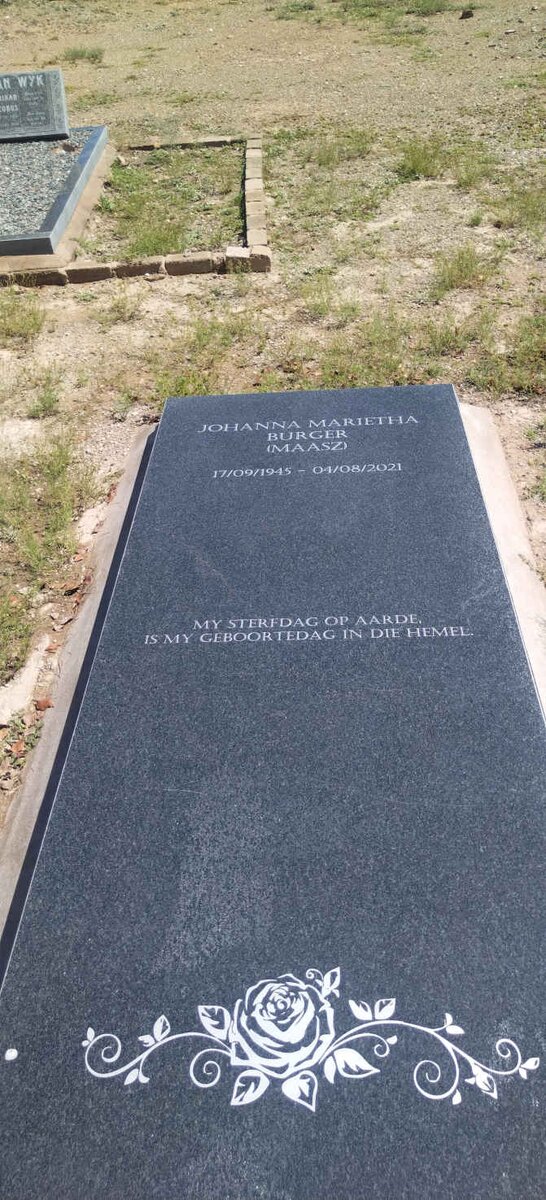 WYK
JOHANNA MARIETHA
BURGER
(MAASZ)
17/09/1945 – 04/08/2021
MY STERFDAG OP AARDE,
IS MY GEBOORTEDAG IN DIE HEMEL.